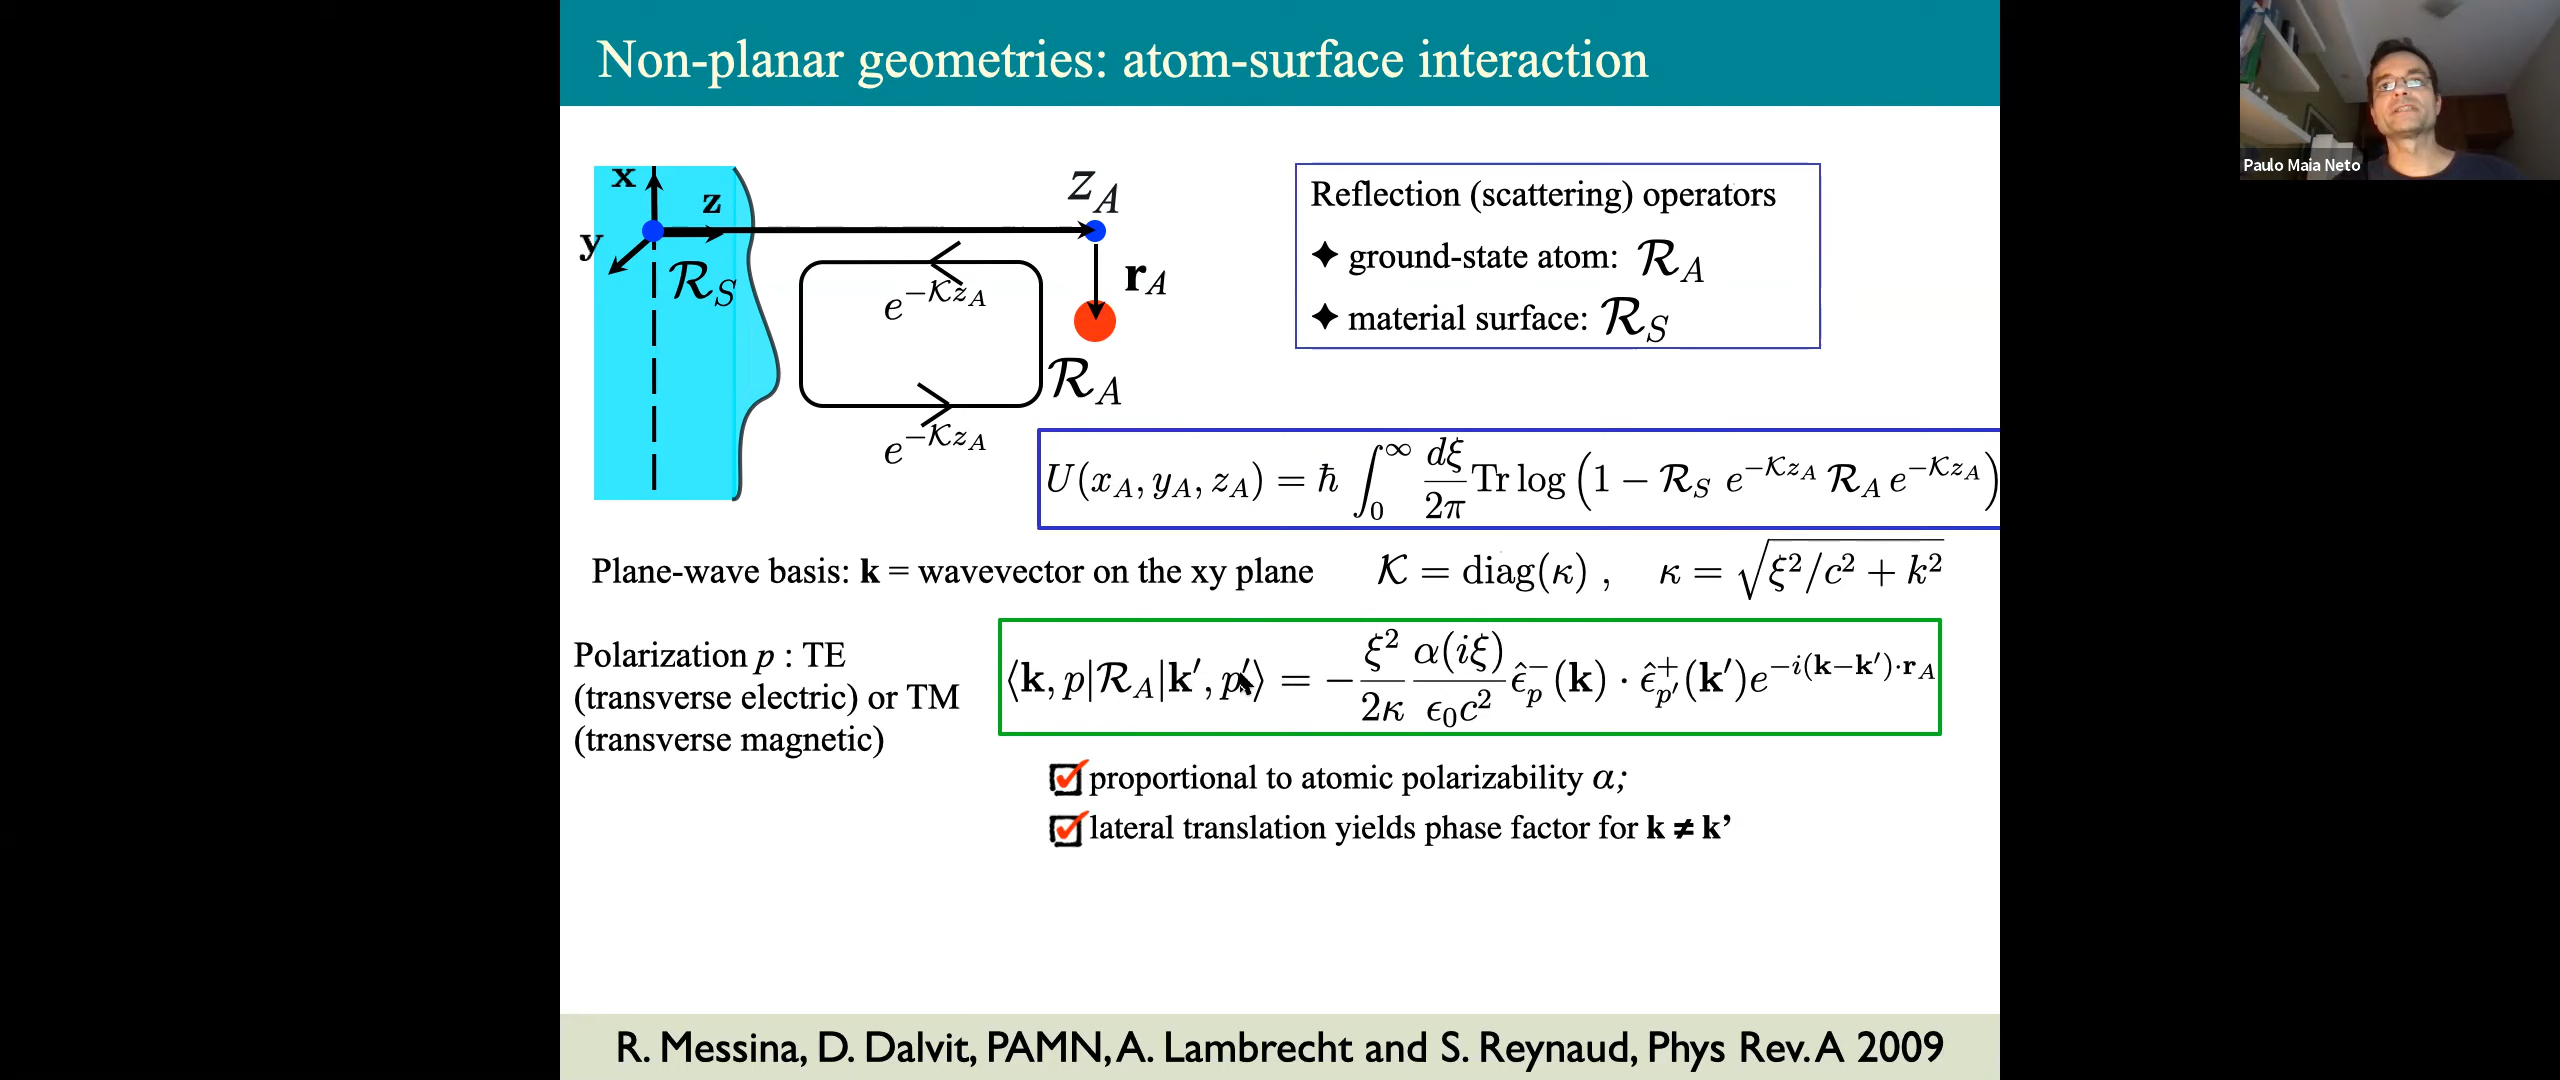 Non-planar geometries: atom-surface interaction
Paulo Maia Neto
x
z
y
z_A
r_A
R_S
e^{-Kz_A}
R_A
e^{-Kz_A}
Reflection (scattering) operators
✦ ground-state atom: R_A
✦ material surface: R_S
U(x_A, y_A, z_A) = ℏ ∫_0^∞ dξ/2π Tr log (1 − R_S e^{−Kz_A} R_A e^{−Kz_A})
Plane-wave basis: k = wavevector on the xy plane K = diag(κ) , κ = √(ξ²/c² + k²)
Polarization p : TE
(transverse electric) or TM
(transverse magnetic)
⟨k, p|R_A|k′, p′⟩ = − ξ²/2κ α(iξ)/ϵ_0c² ϵ̂_p^−(k) · ϵ̂_{p′}^+(k′)e^{−i(k−k′)·r_A}
proportional to atomic polarizability α;
lateral translation yields phase factor for k ≠ k’
R. Messina, D. Dalvit, PAMN, A. Lambrecht and S. Reynaud, Phys Rev. A 2009